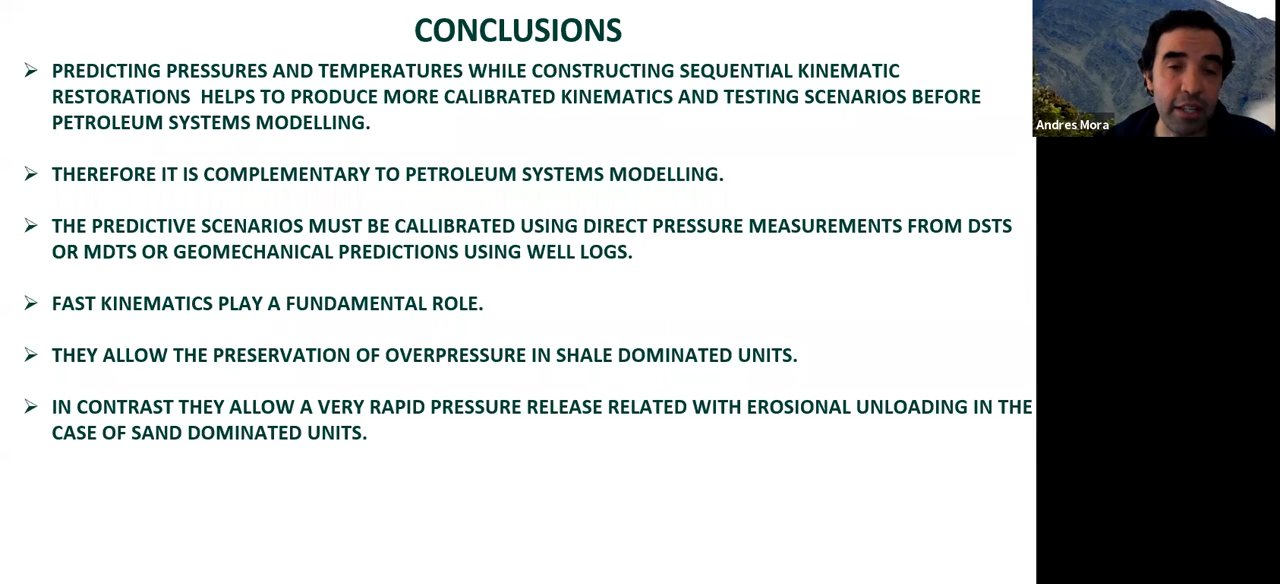 CONCLUSIONS
➢ PREDICTING PRESSURES AND TEMPERATURES WHILE CONSTRUCTING SEQUENTIAL KINEMATIC
RESTORATIONS HELPS TO PRODUCE MORE CALIBRATED KINEMATICS AND TESTING SCENARIOS BEFORE
PETROLEUM SYSTEMS MODELLING.
➢ THEREFORE IT IS COMPLEMENTARY TO PETROLEUM SYSTEMS MODELLING.
➢ THE PREDICTIVE SCENARIOS MUST BE CALLIBRATED USING DIRECT PRESSURE MEASUREMENTS FROM DSTS
OR MDTS OR GEOMECHANICAL PREDICTIONS USING WELL LOGS.
➢ FAST KINEMATICS PLAY A FUNDAMENTAL ROLE.
➢ THEY ALLOW THE PRESERVATION OF OVERPRESSURE IN SHALE DOMINATED UNITS.
➢ IN CONTRAST THEY ALLOW A VERY RAPID PRESSURE RELEASE RELATED WITH EROSIONAL UNLOADING IN THE
CASE OF SAND DOMINATED UNITS.
Andres Mora